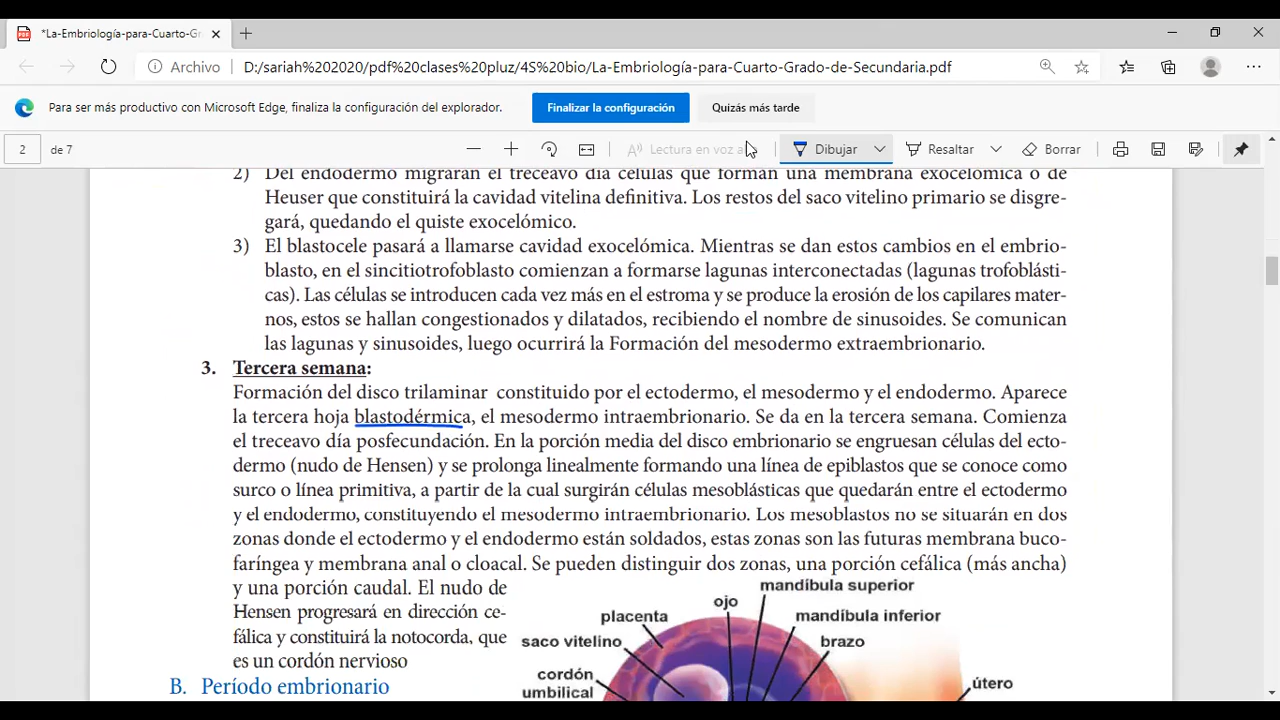 *La-Embriología-para-Cuarto-Gr
Archivo D:/sariah%202020/pdf%20clases%20pluz/4S%20bio/La-Embriología-para-Cuarto-Grado-de-Secundaria.pdf
Para ser más productivo con Microsoft Edge, finaliza la configuración del explorador. Finalizar la configuración Quizás más tarde
2 de 7 Lectura en voz Dibujar Resaltar Borrar
2) Del endodermo migrarán el treceavo día células que forman una membrana exocelómica o de
Heuser que constituirá la cavidad vitelina definitiva. Los restos del saco vitelino primario se disgre-
gará, quedando el quiste exocelómico.
3) El blastocele pasará a llamarse cavidad exocelómica. Mientras se dan estos cambios en el embrio-
blasto, en el sincitiotrofoblasto comienzan a formarse lagunas interconectadas (lagunas trofoblásti-
cas). Las células se introducen cada vez más en el estroma y se produce la erosión de los capilares mater-
nos, estos se hallan congestionados y dilatados, recibiendo el nombre de sinusoides. Se comunican
las lagunas y sinusoides, luego ocurrirá la Formación del mesodermo extraembrionario.
3. Tercera semana:
Formación del disco trilaminar constituido por el ectodermo, el mesodermo y el endodermo. Aparece
la tercera hoja blastodérmica, el mesodermo intraembrionario. Se da en la tercera semana. Comienza
el treceavo día posfecundación. En la porción media del disco embrionario se engruesan células del ecto-
dermo (nudo de Hensen) y se prolonga linealmente formando una línea de epiblastos que se conoce como
surco o línea primitiva, a partir de la cual surgirán células mesoblásticas que quedarán entre el ectodermo
y el endodermo, constituyendo el mesodermo intraembrionario. Los mesoblastos no se situarán en dos
zonas donde el ectodermo y el endodermo están soldados, estas zonas son las futuras membrana buco-
faríngea y membrana anal o cloacal. Se pueden distinguir dos zonas, una porción cefálica (más ancha)
y una porción caudal. El nudo de
Hensen progresará en dirección ce-
fálica y constituirá la notocorda, que
es un cordón nervioso
B. Período embrionario
mandíbula superior
ojo
placenta
mandíbula inferior
saco vitelino
brazo
cordón
umbilical
útero